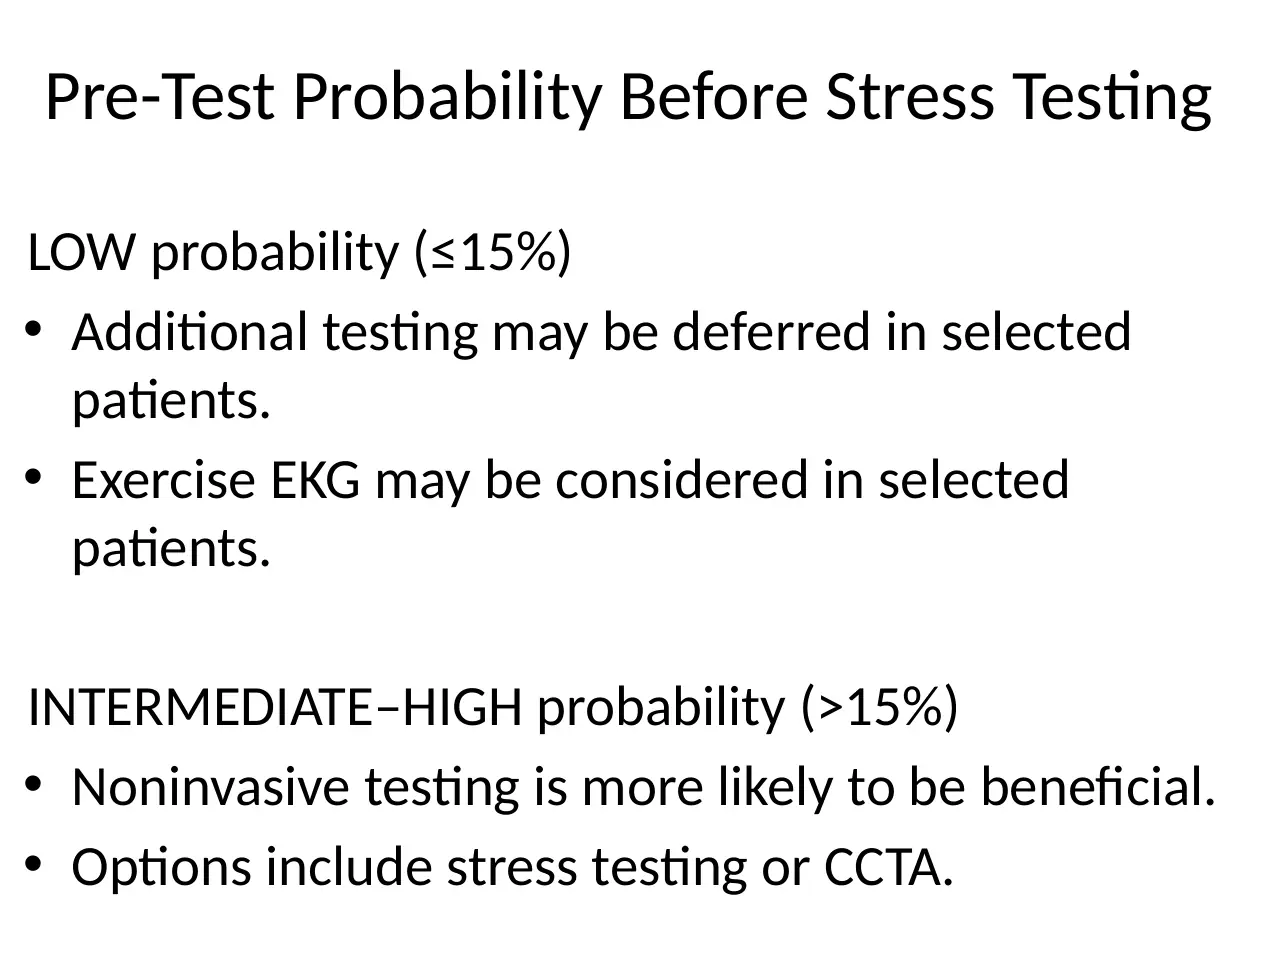 Pre-Test Probability Before Stress Testing
LOW probability (≤15%)
• Additional testing may be deferred in selected
patients.
• Exercise EKG may be considered in selected
patients.
INTERMEDIATE–HIGH probability (>15%)
• Noninvasive testing is more likely to be beneficial.
• Options include stress testing or CCTA.